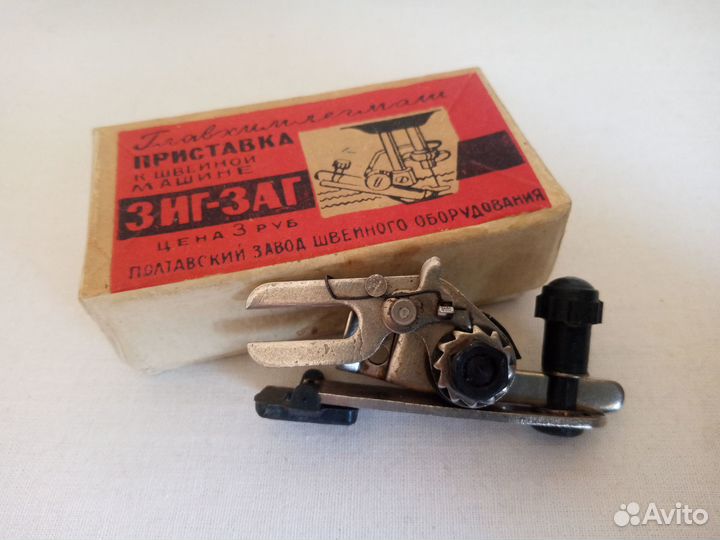 Главхимлегмаш
ПРИСТАВКА
К ШВЕЙНОЙ
МАШИНЕ
ЗИГ-ЗАГ
ЦЕНА 3 РУБ
ПОЛТАВСКИЙ ЗАВОД ШВЕЙНОГО ОБОРУДОВАНИЯ
Avito